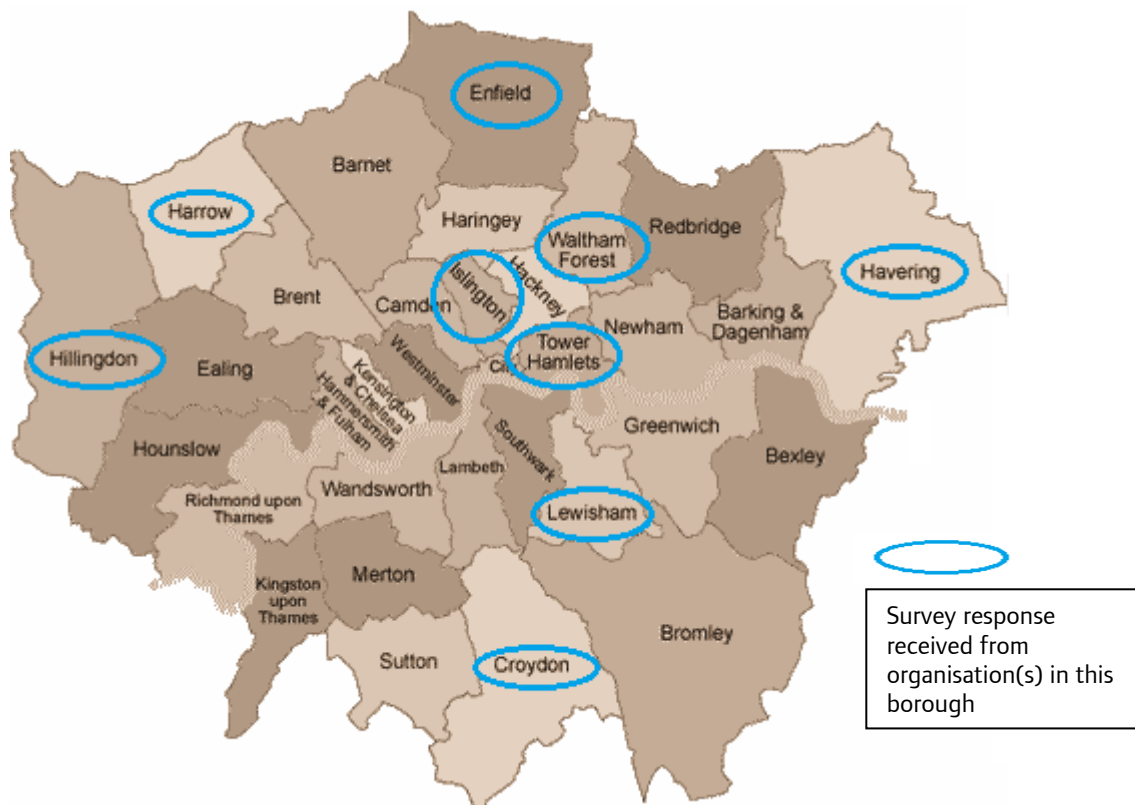 Enfield
Barnet
Harrow
Haringey
Waltham
Forest
Redbridge
Havering
Brent
Camden
Islington
Hackney
Newham
Barking &
Dagenham
Hillingdon
Ealing
Westminster
City
Tower
Hamlets
Kensington
& Chelsea
Hammersmith
& Fulham
Hounslow
Greenwich
Bexley
Southwark
Lambeth
Wandsworth
Richmond upon
Thames
Lewisham
Merton
Kingston
upon
Thames
Bromley
Sutton
Croydon
Survey response
received from
organisation(s) in this
borough